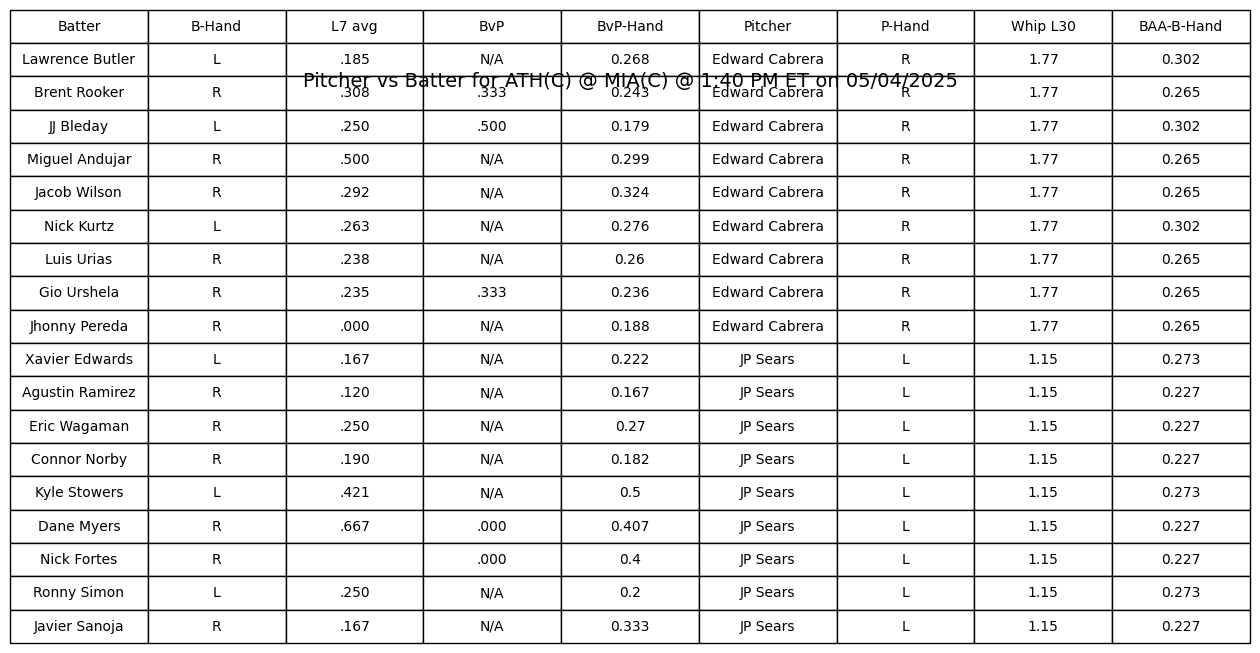 Batter B-Hand L7 avg BvP BvP-Hand Pitcher P-Hand Whip L30 BAA-B-Hand
Lawrence Butler L .185 N/A 0.268 Edward Cabrera R 1.77 0.302
Pitcher vs Batter for ATH(C) @ MIA(C) @ 1:40 PM ET on 05/04/2025
Brent Rooker R .308 .333 0.243 Edward Cabrera R 1.77 0.265
JJ Bleday L .250 .500 0.179 Edward Cabrera R 1.77 0.302
Miguel Andujar R .500 N/A 0.299 Edward Cabrera R 1.77 0.265
Jacob Wilson R .292 N/A 0.324 Edward Cabrera R 1.77 0.265
Nick Kurtz L .263 N/A 0.276 Edward Cabrera R 1.77 0.302
Luis Urias R .238 N/A 0.26 Edward Cabrera R 1.77 0.265
Gio Urshela R .235 .333 0.236 Edward Cabrera R 1.77 0.265
Jhonny Pereda R .000 N/A 0.188 Edward Cabrera R 1.77 0.265
Xavier Edwards L .167 N/A 0.222 JP Sears L 1.15 0.273
Agustin Ramirez R .120 N/A 0.167 JP Sears L 1.15 0.227
Eric Wagaman R .250 N/A 0.27 JP Sears L 1.15 0.227
Connor Norby R .190 N/A 0.182 JP Sears L 1.15 0.227
Kyle Stowers L .421 N/A 0.5 JP Sears L 1.15 0.273
Dane Myers R .667 .000 0.407 JP Sears L 1.15 0.227
Nick Fortes R .000 0.4 JP Sears L 1.15 0.227
Ronny Simon L .250 N/A 0.2 JP Sears L 1.15 0.273
Javier Sanoja R .167 N/A 0.333 JP Sears L 1.15 0.227